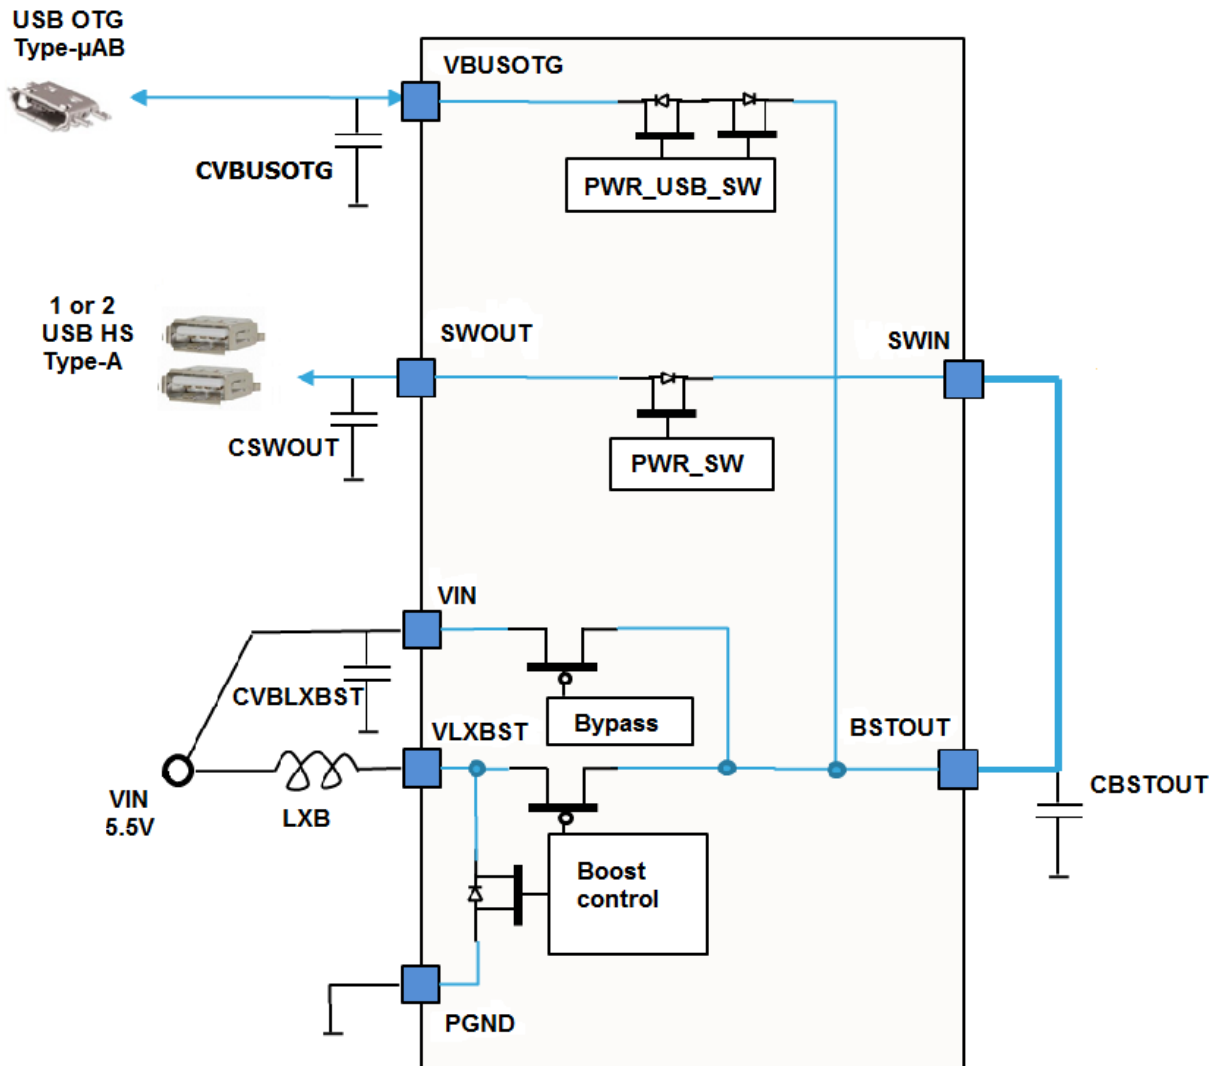 USB OTG
Type-µAB
VBUSOTG
CVBUSOTG
PWR_USB_SW
1 or 2
USB HS
Type-A
SWOUT
SWIN
CSWOUT
PWR_SW
VIN
CVBLXBST
Bypass
VLXBST
BSTOUT
VIN
5.5V
LXB
CBSTOUT
Boost
control
PGND